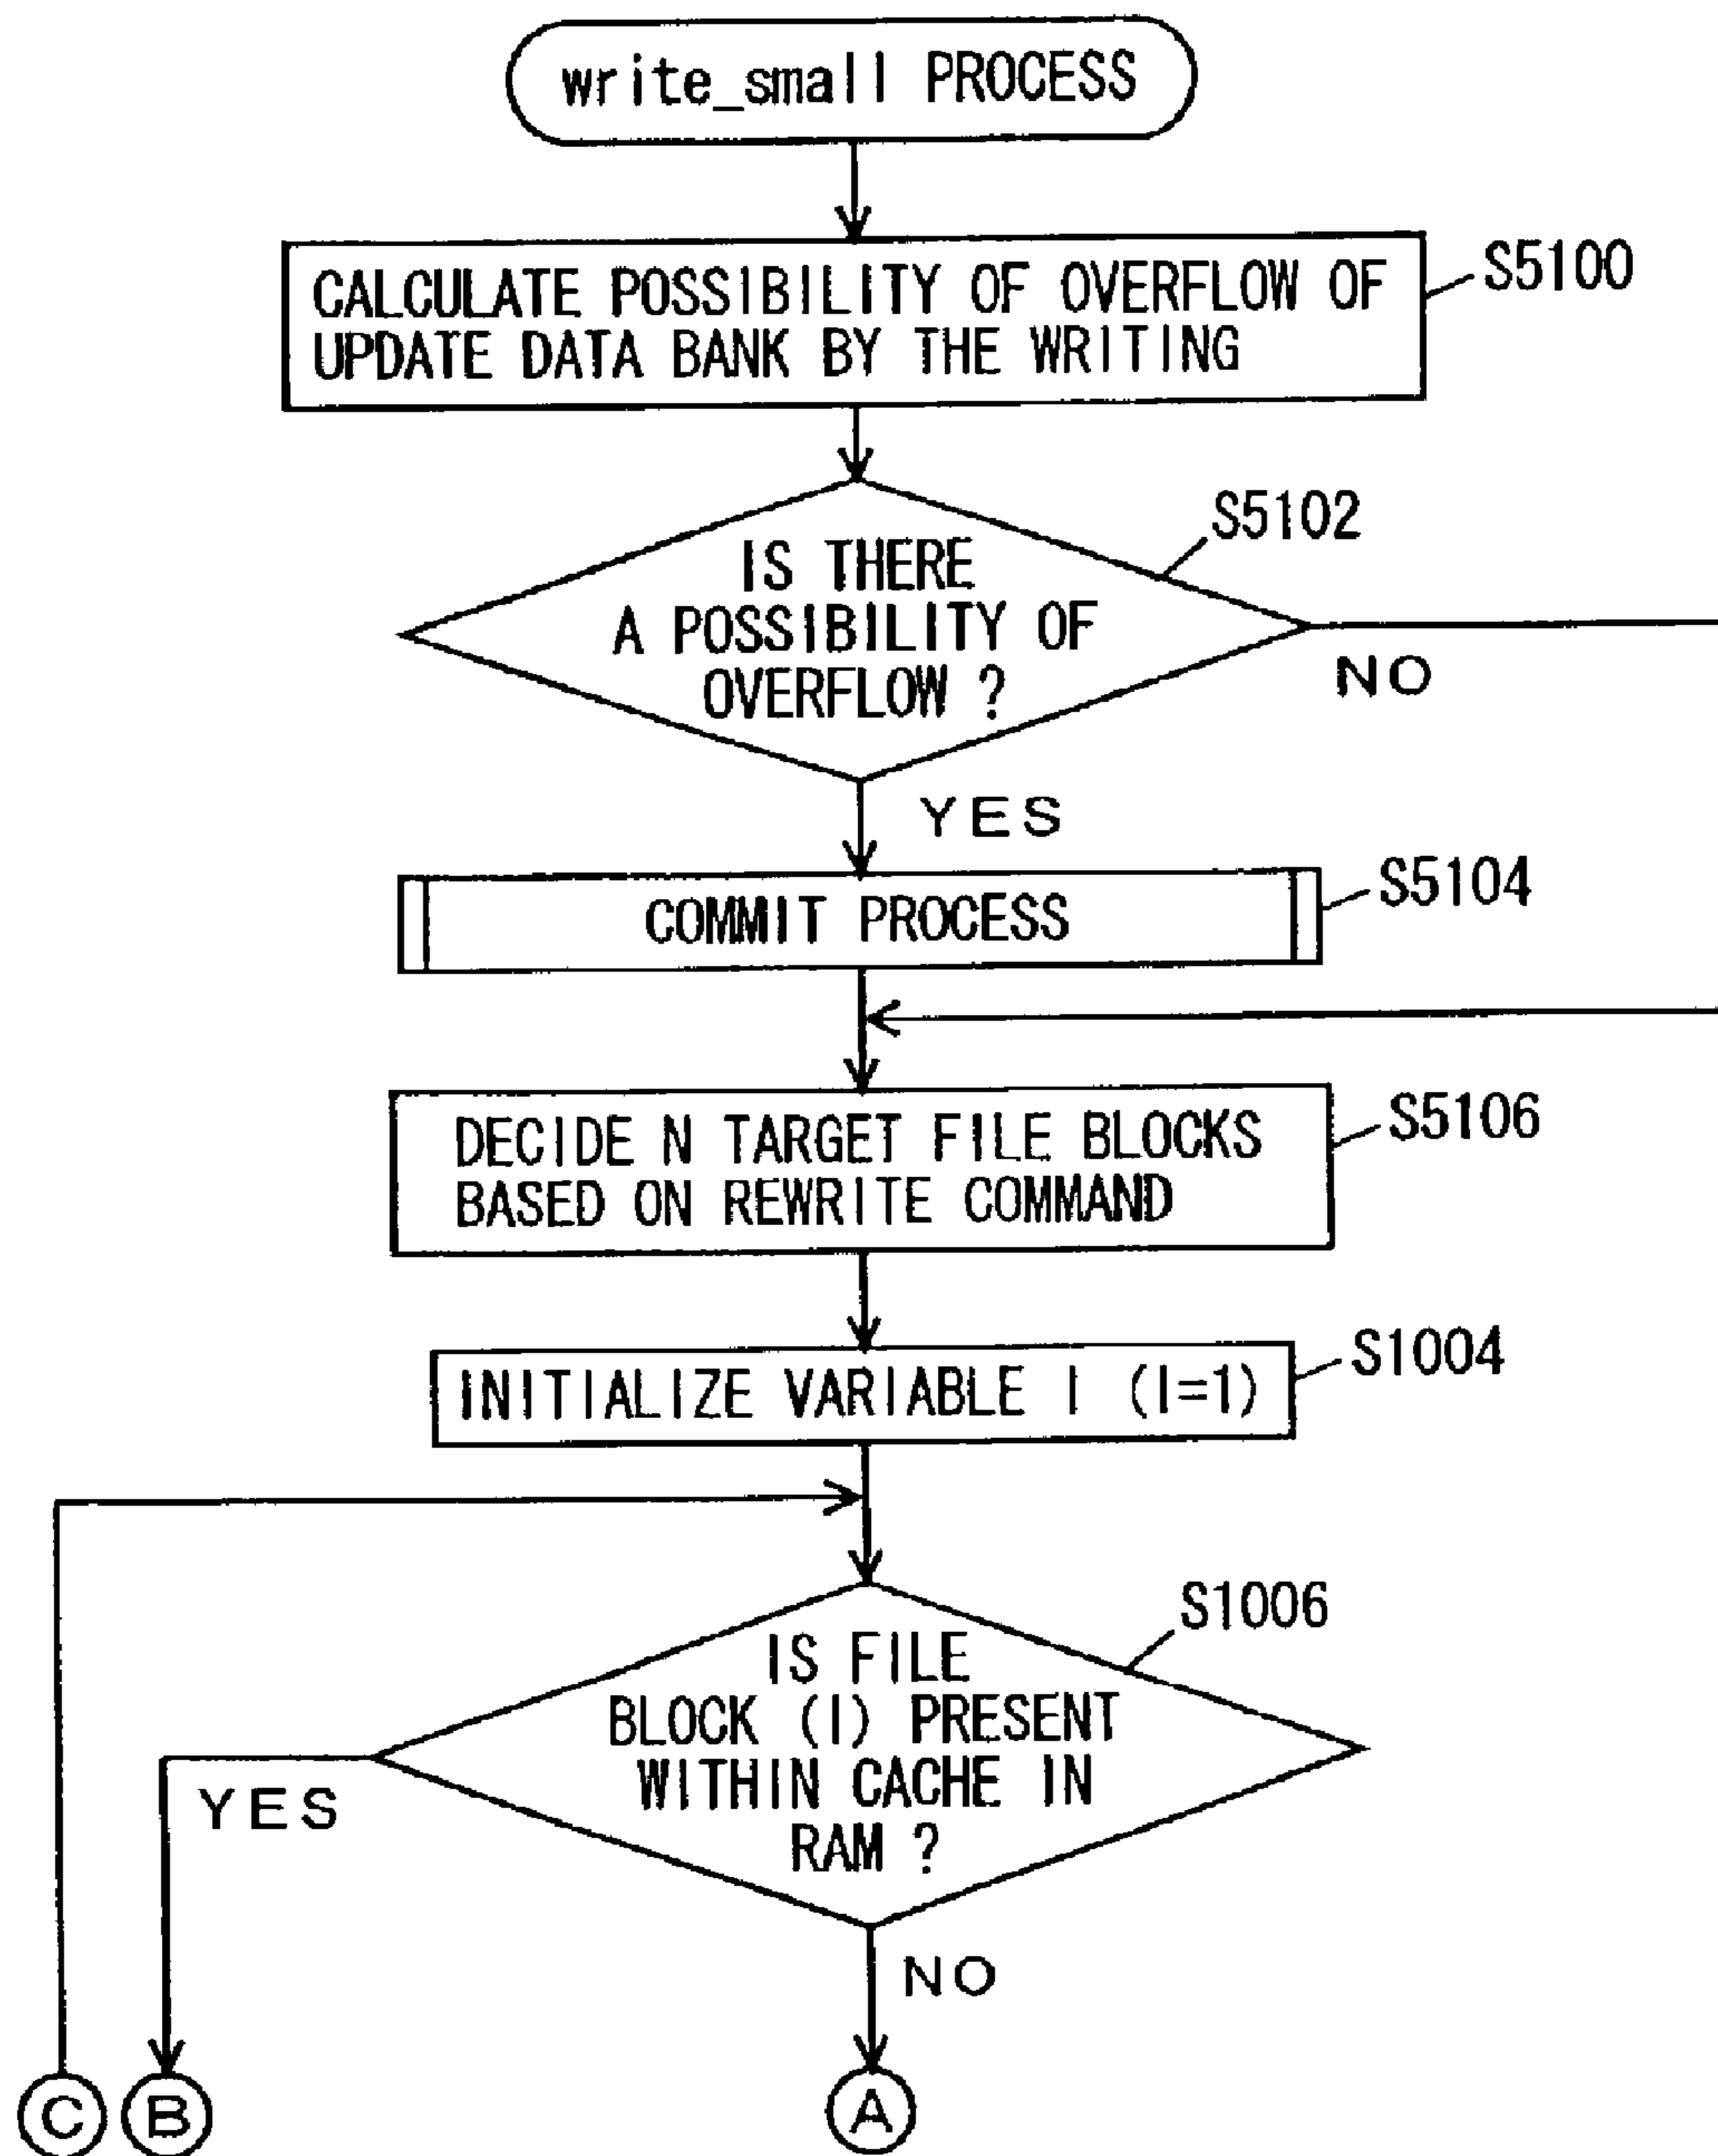 write_small PROCESS
CALCULATE POSSIBILITY OF OVERFLOW OF
UPDATE DATA BANK BY THE WRITING
S5100
S5102
IS THERE
A POSSIBILITY OF
OVERFLOW ?
NO
YES
COMMIT PROCESS
S5104
DECIDE N TARGET FILE BLOCKS
BASED ON REWRITE COMMAND
S5106
INITIALIZE VARIABLE I (I=1)
S1004
S1006
IS FILE
BLOCK (I) PRESENT
WITHIN CACHE IN
RAM ?
YES
NO
C
B
A